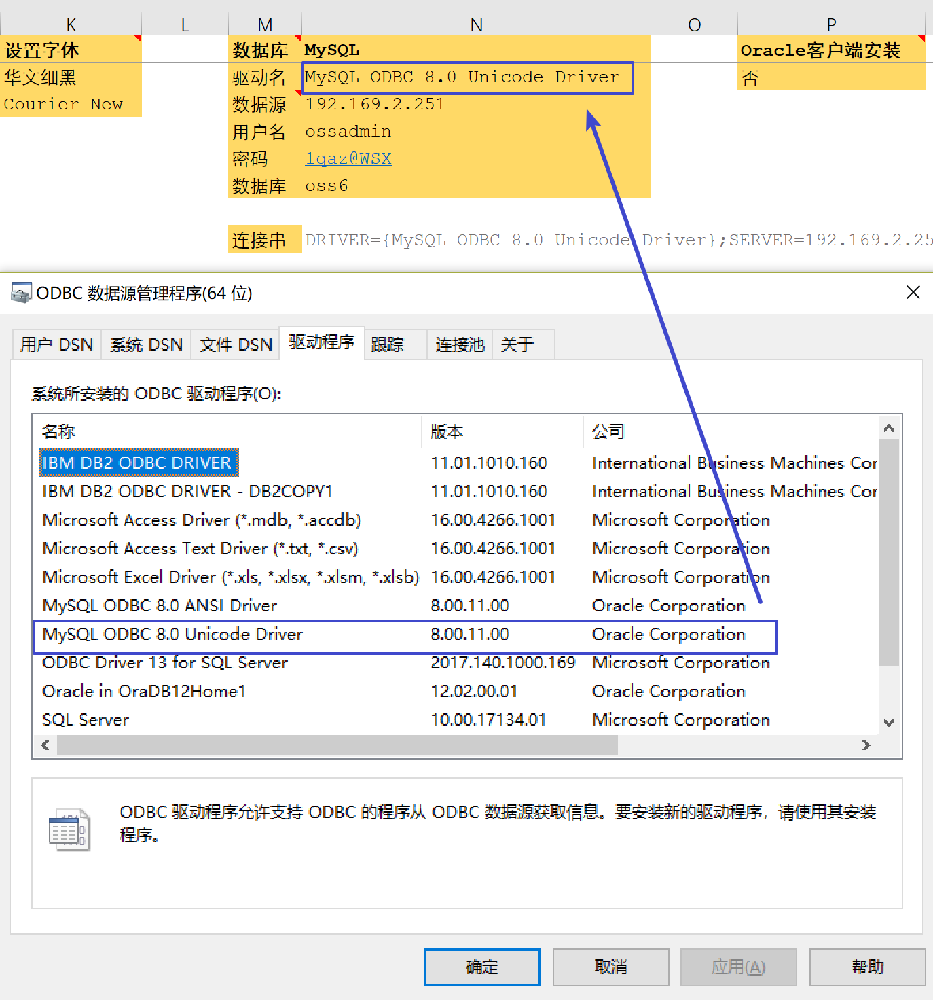 K L M N O P
设置字体 数据库 MySQL Oracle客户端安装
华文细黑 驱动名 MySQL ODBC 8.0 Unicode Driver 否
Courier New 数据源 192.169.2.251
用户名 ossadmin
密码 1qaz@WSX
数据库 oss6
连接串 DRIVER={MySQL ODBC 8.0 Unicode Driver};SERVER=192.169.2.25
ODBC 数据源管理程序(64 位)
用户 DSN 系统 DSN 文件 DSN 驱动程序 跟踪 连接池 关于
系统所安装的 ODBC 驱动程序(O):
名称 版本 公司
IBM DB2 ODBC DRIVER 11.01.1010.160 International Business Machines Cor
IBM DB2 ODBC DRIVER - DB2COPY1 11.01.1010.160 International Business Machines Cor
Microsoft Access Driver (*.mdb, *.accdb) 16.00.4266.1001 Microsoft Corporation
Microsoft Access Text Driver (*.txt, *.csv) 16.00.4266.1001 Microsoft Corporation
Microsoft Excel Driver (*.xls, *.xlsx, *.xlsm, *.xlsb) 16.00.4266.1001 Microsoft Corporation
MySQL ODBC 8.0 ANSI Driver 8.00.11.00 Oracle Corporation
MySQL ODBC 8.0 Unicode Driver 8.00.11.00 Oracle Corporation
ODBC Driver 13 for SQL Server 2017.140.1000.169 Microsoft Corporation
Oracle in OraDB12Home1 12.02.00.01 Oracle Corporation
SQL Server 10.00.17134.01 Microsoft Corporation
ODBC 驱动程序允许支持 ODBC 的程序从 ODBC 数据源获取信息。要安装新的驱动程序，请使用其安装
程序。
确定 取消 应用(A) 帮助